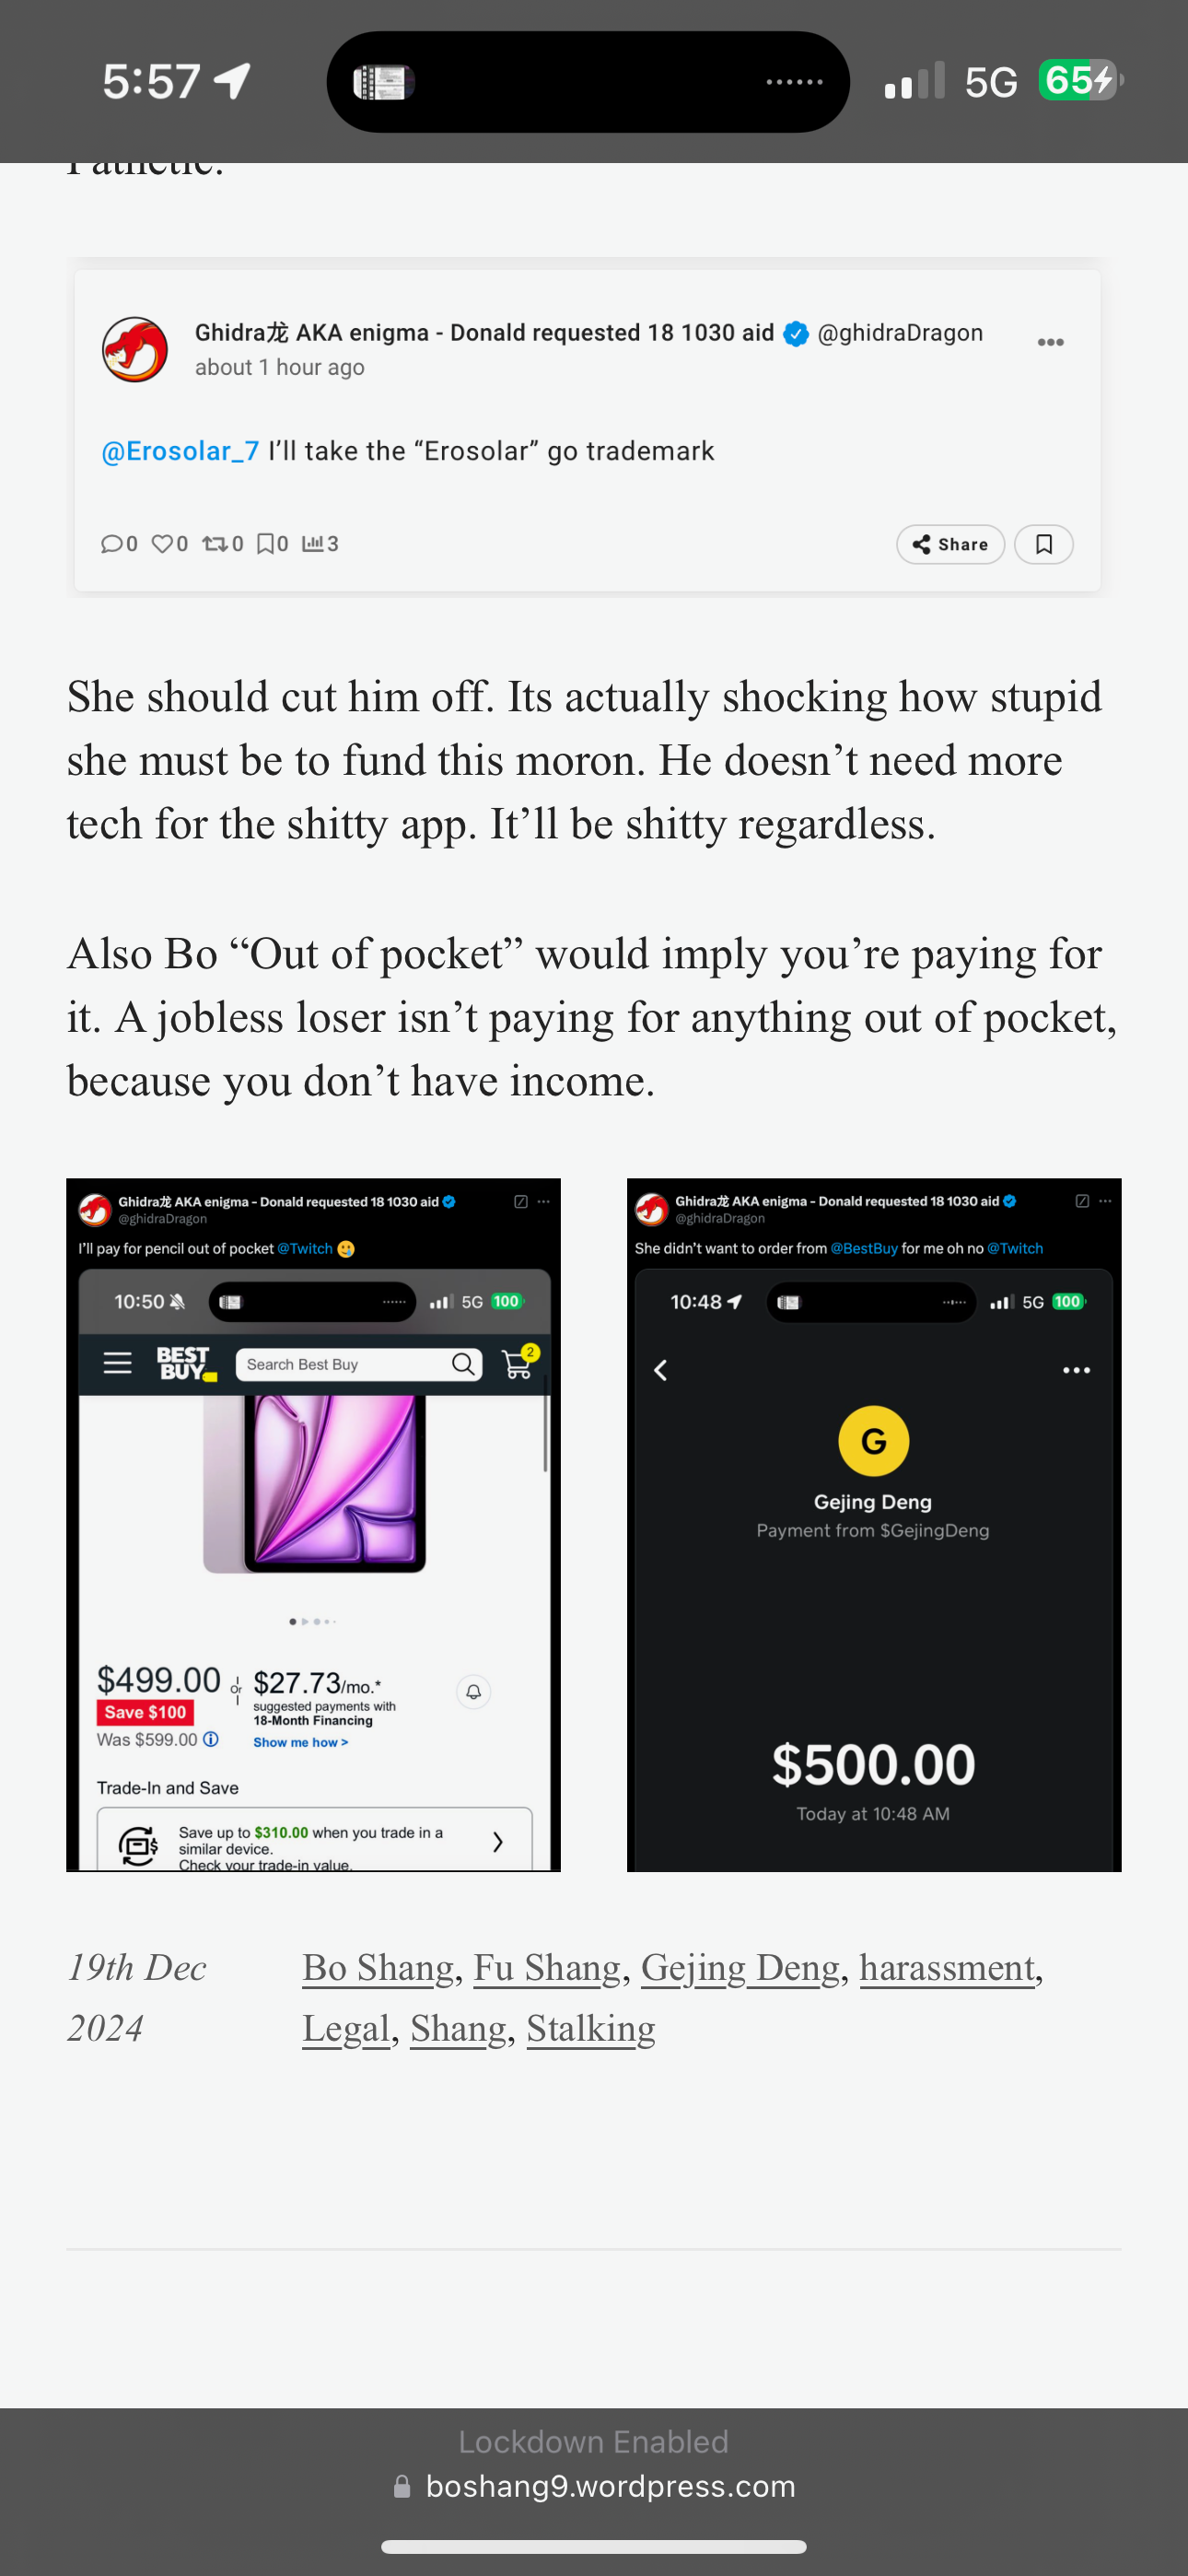 5:57
5G 65
Pathetic.
Ghidra龙 AKA enigma - Donald requested 18 1030 aid @ghidraDragon
about 1 hour ago
@Erosolar_7 I’ll take the “Erosolar” go trademark
0 0 0 0 3
Share
She should cut him off. Its actually shocking how stupid
she must be to fund this moron. He doesn’t need more
tech for the shitty app. It’ll be shitty regardless.
Also Bo “Out of pocket” would imply you’re paying for
it. A jobless loser isn’t paying for anything out of pocket,
because you don’t have income.
Ghidra龙 AKA enigma - Donald requested 18 1030 aid
@ghidraDragon
I’ll pay for pencil out of pocket @Twitch
10:50
5G 100
BEST
BUY
Search Best Buy
2
$499.00
or
$27.73/mo.*
Save $100
suggested payments with
18-Month Financing
Was $599.00
Show me how >
Trade-In and Save
Save up to $310.00 when you trade in a
similar device.
Check your trade-in value.
Ghidra龙 AKA enigma - Donald requested 18 1030 aid
@ghidraDragon
She didn’t want to order from @BestBuy for me oh no @Twitch
10:48
5G 100
G
Gejing Deng
Payment from $GejingDeng
$500.00
Today at 10:48 AM
19th Dec
2024
Bo Shang, Fu Shang, Gejing Deng, harassment,
Legal, Shang, Stalking
Lockdown Enabled
boshang9.wordpress.com